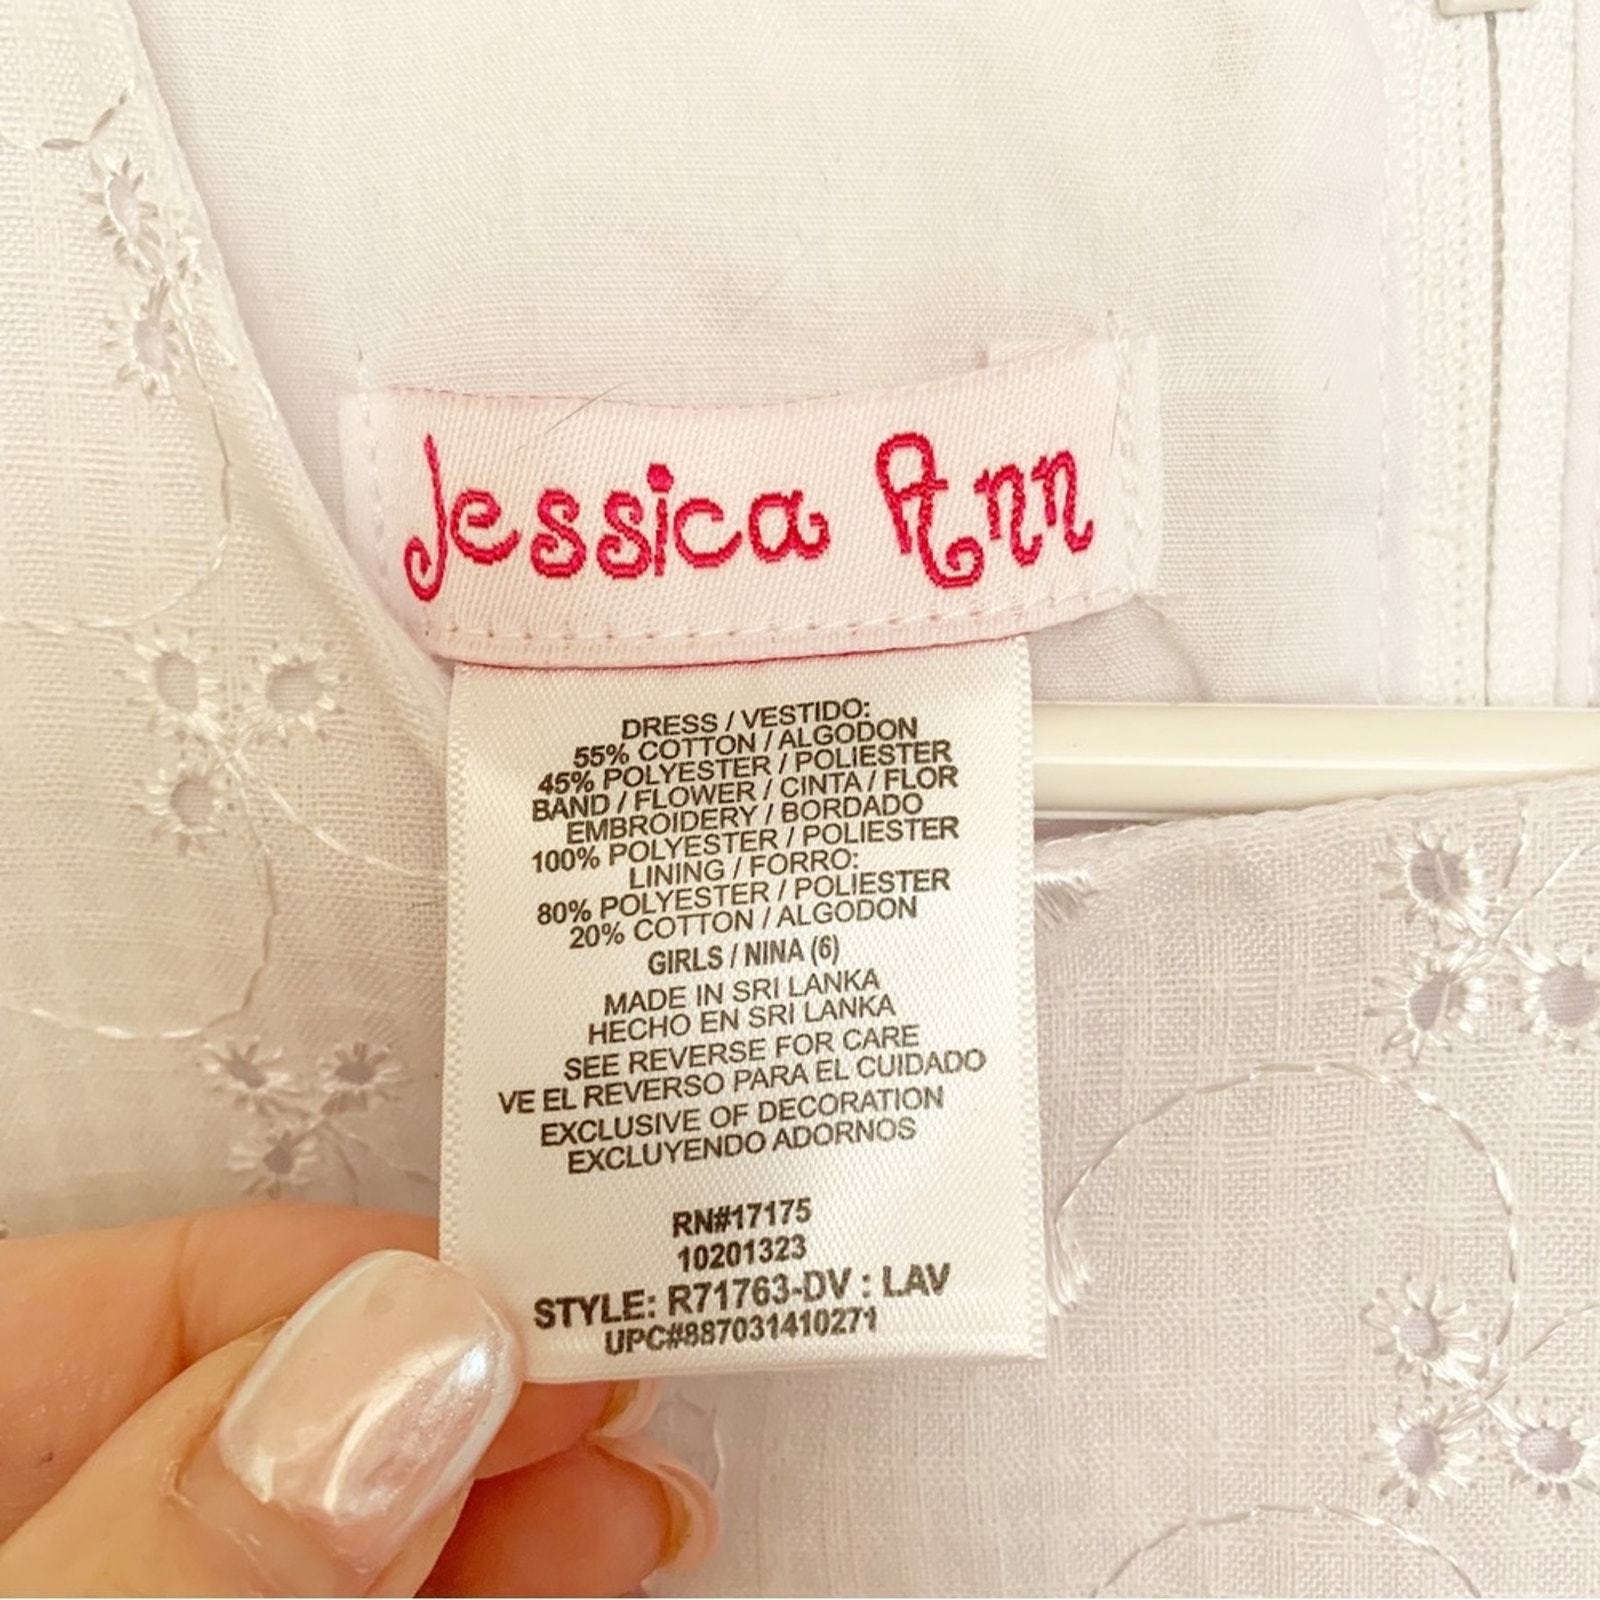 Jessica Ann
DRESS / VESTIDO:
55% COTTON / ALGODON
45% POLYESTER / POLIESTER
BAND / FLOWER / CINTA / FLOR
EMBROIDERY / BORDADO
100% POLYESTER / POLIESTER
LINING / FORRO:
80% POLYESTER / POLIESTER
20% COTTON / ALGODON
GIRLS / NINA (6)
MADE IN SRI LANKA
HECHO EN SRI LANKA
SEE REVERSE FOR CARE
VE EL REVERSO PARA EL CUIDADO
EXCLUSIVE OF DECORATION
EXCLUYENDO ADORNOS
RN#17175
10201323
STYLE: R71763-DV : LAV
UPC#887031410271